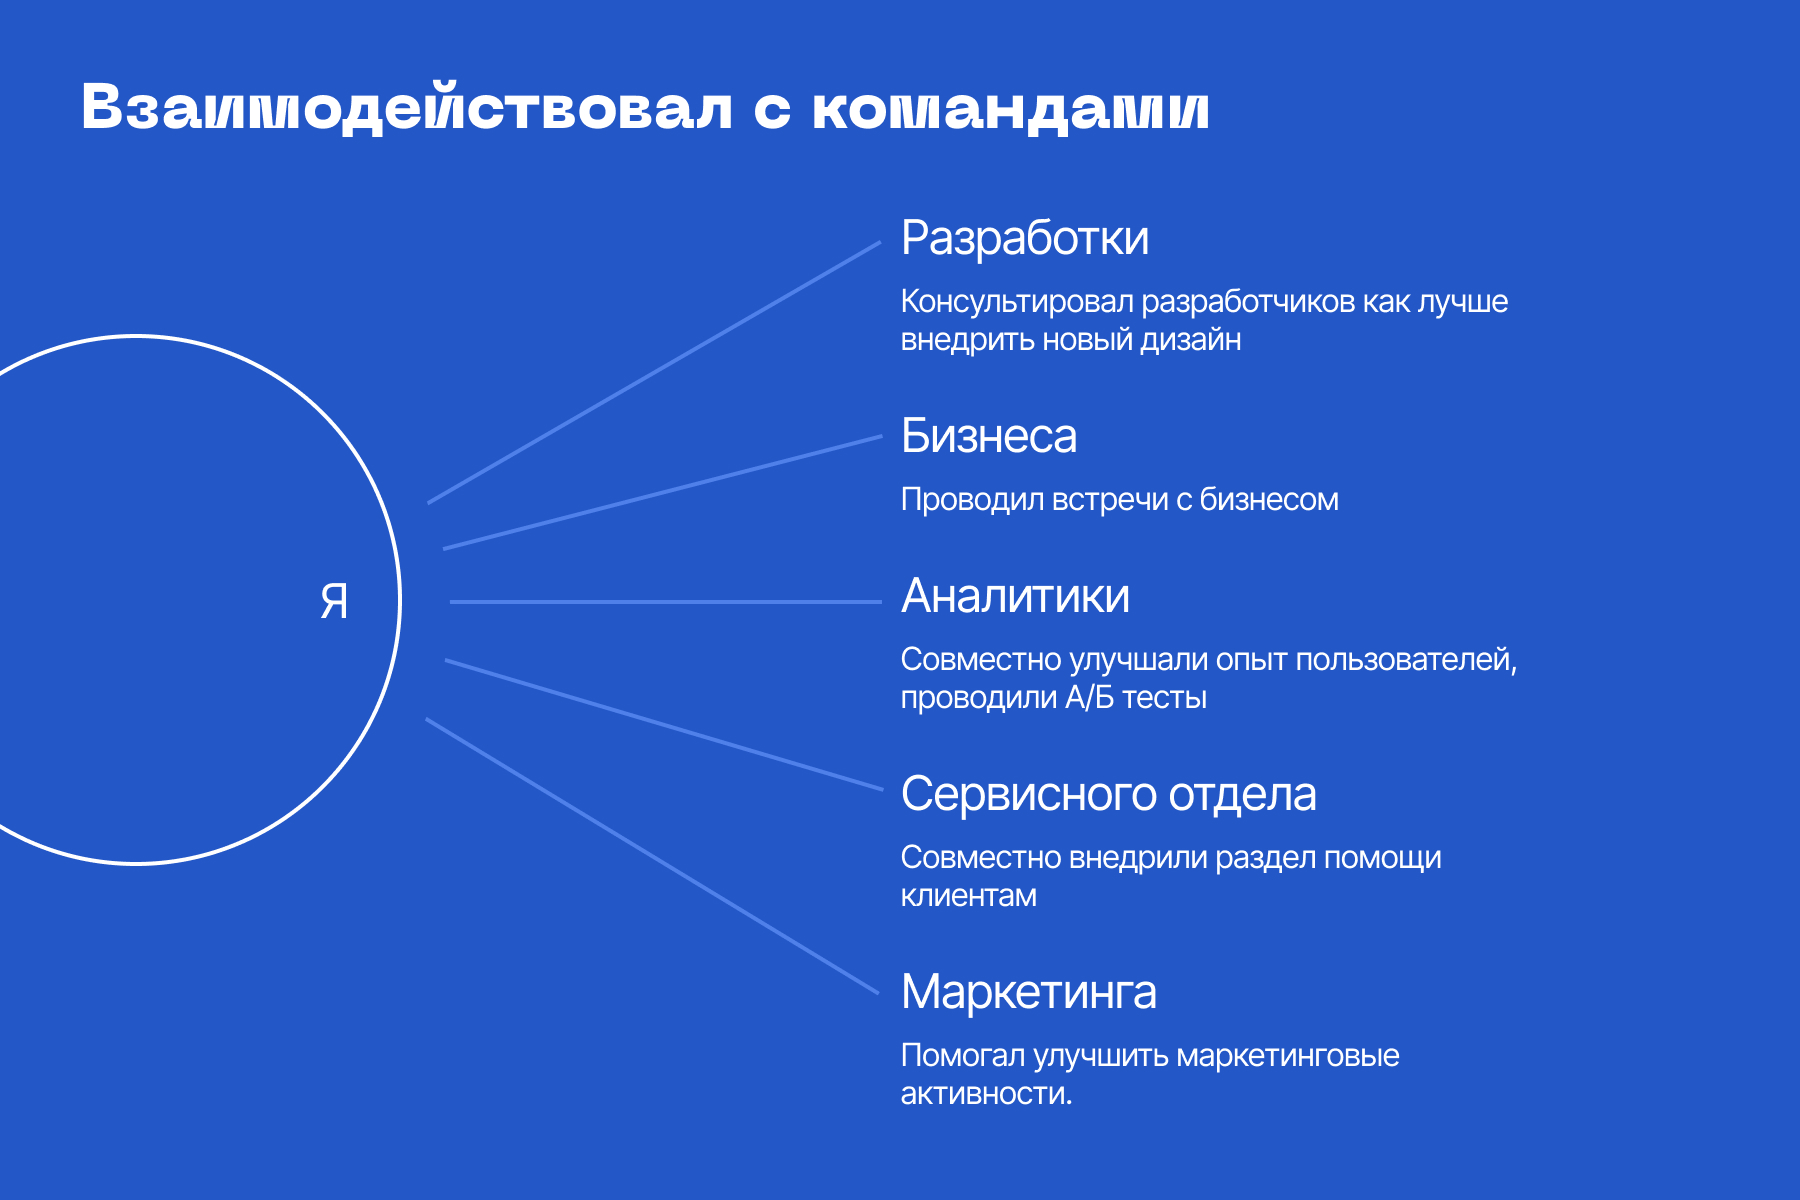 Взаимодействовал с командами
Я
Разработки
Консультировал разработчиков как лучше
внедрить новый дизайн
Бизнеса
Проводил встречи с бизнесом
Аналитики
Совместно улучшали опыт пользователей,
проводили А/Б тесты
Сервисного отдела
Совместно внедрили раздел помощи
клиентам
Маркетинга
Помогал улучшить маркетинговые
активности.